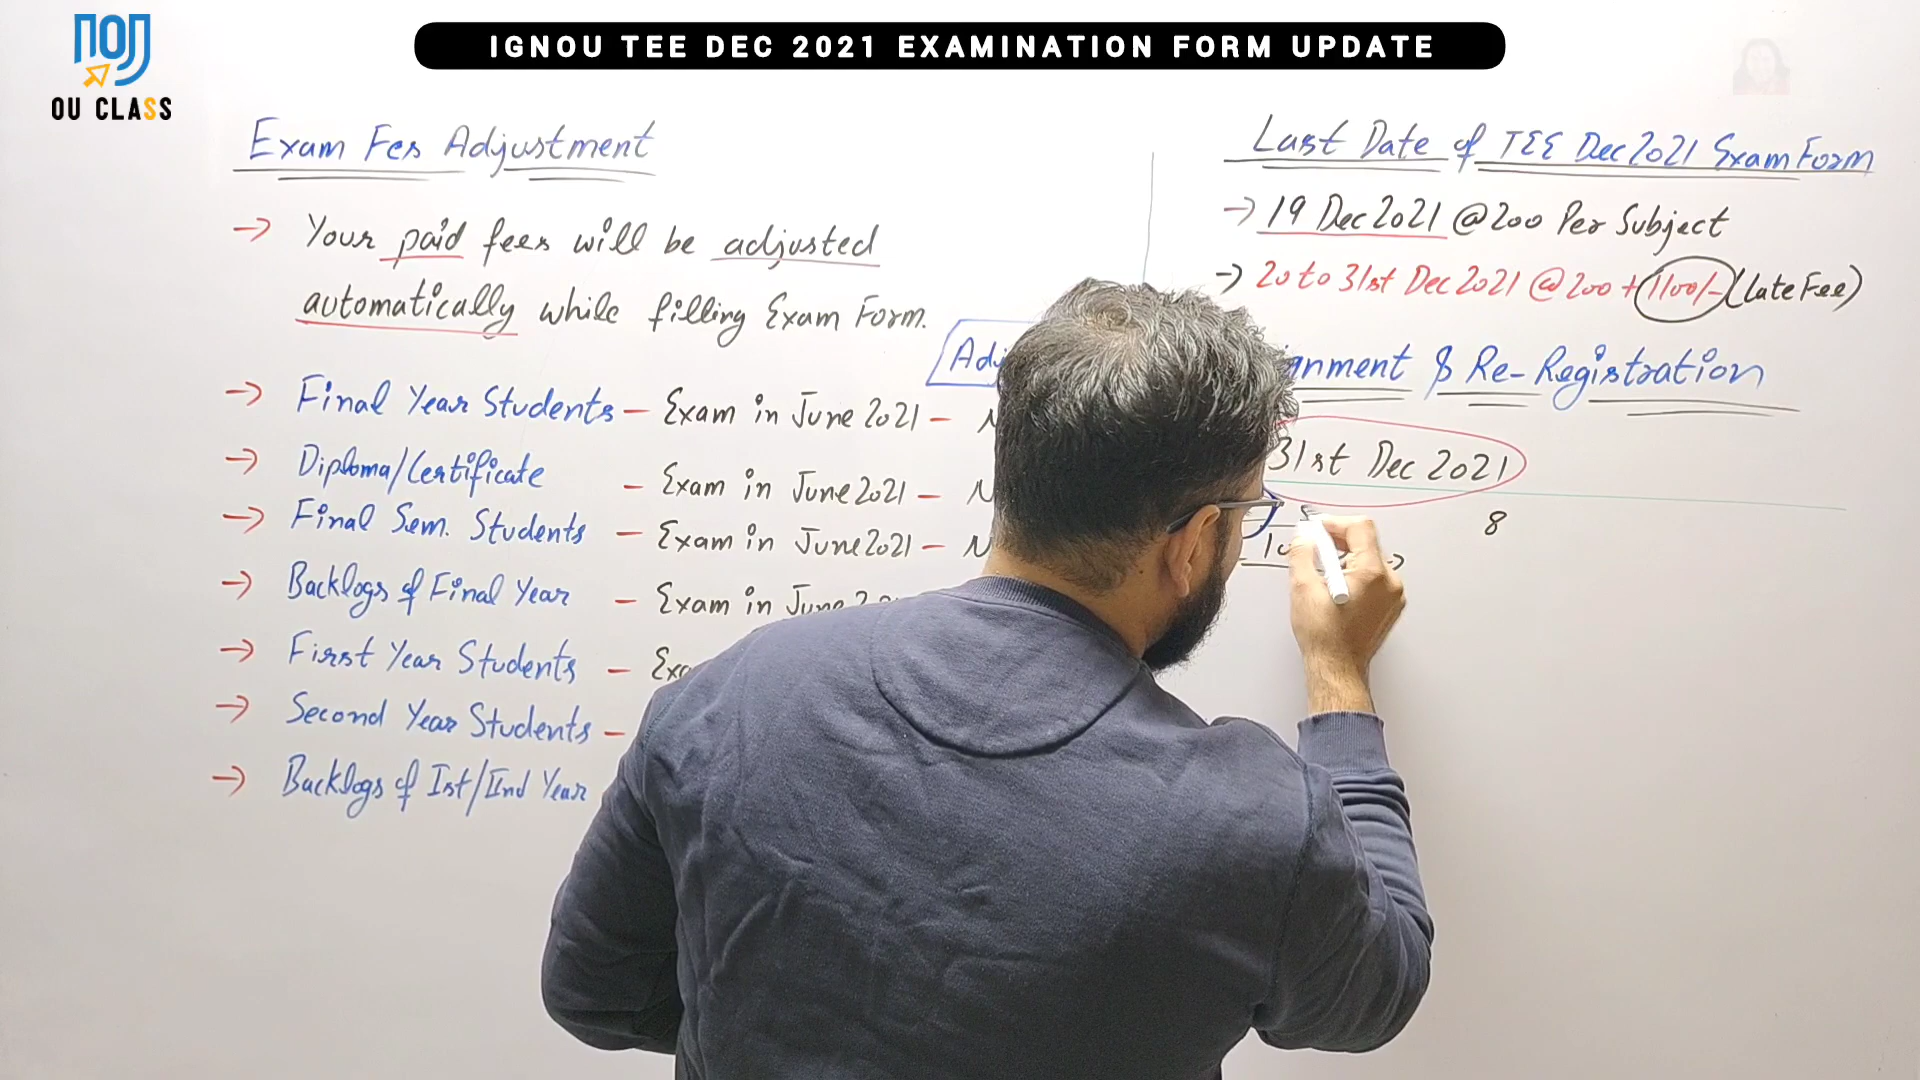 OU CLASS
IGNOU TEE DEC 2021 EXAMINATION FORM UPDATE
Exam Fes Adjustment
→ Your paid fees will be adjusted
automatically while filling Exam Form.
→ Final Year Students – Exam in June 2021 –
→ Diploma/Certificate – Exam in June 2021 –
→ Final Sem. Students – Exam in June 2021 –
→ Backlogs of Final Year – Exam in June
→ First Year Students –
→ Second Year Students –
→ Backlogs of Ist/IInd Year
Last Date of TEE Dec 2021 Exam Form
→ 19 Dec 2021 @200 Per Subject
→ 20 to 31st Dec 2021 @200 + 1100/- (Late Fee)
& Re-Registration
31st Dec 2021
8